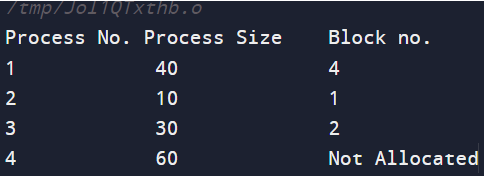 /tmp/Jol1QTxthb.o
Process No. Process Size Block no.
1 40 4
2 10 1
3 30 2
4 60 Not Allocated